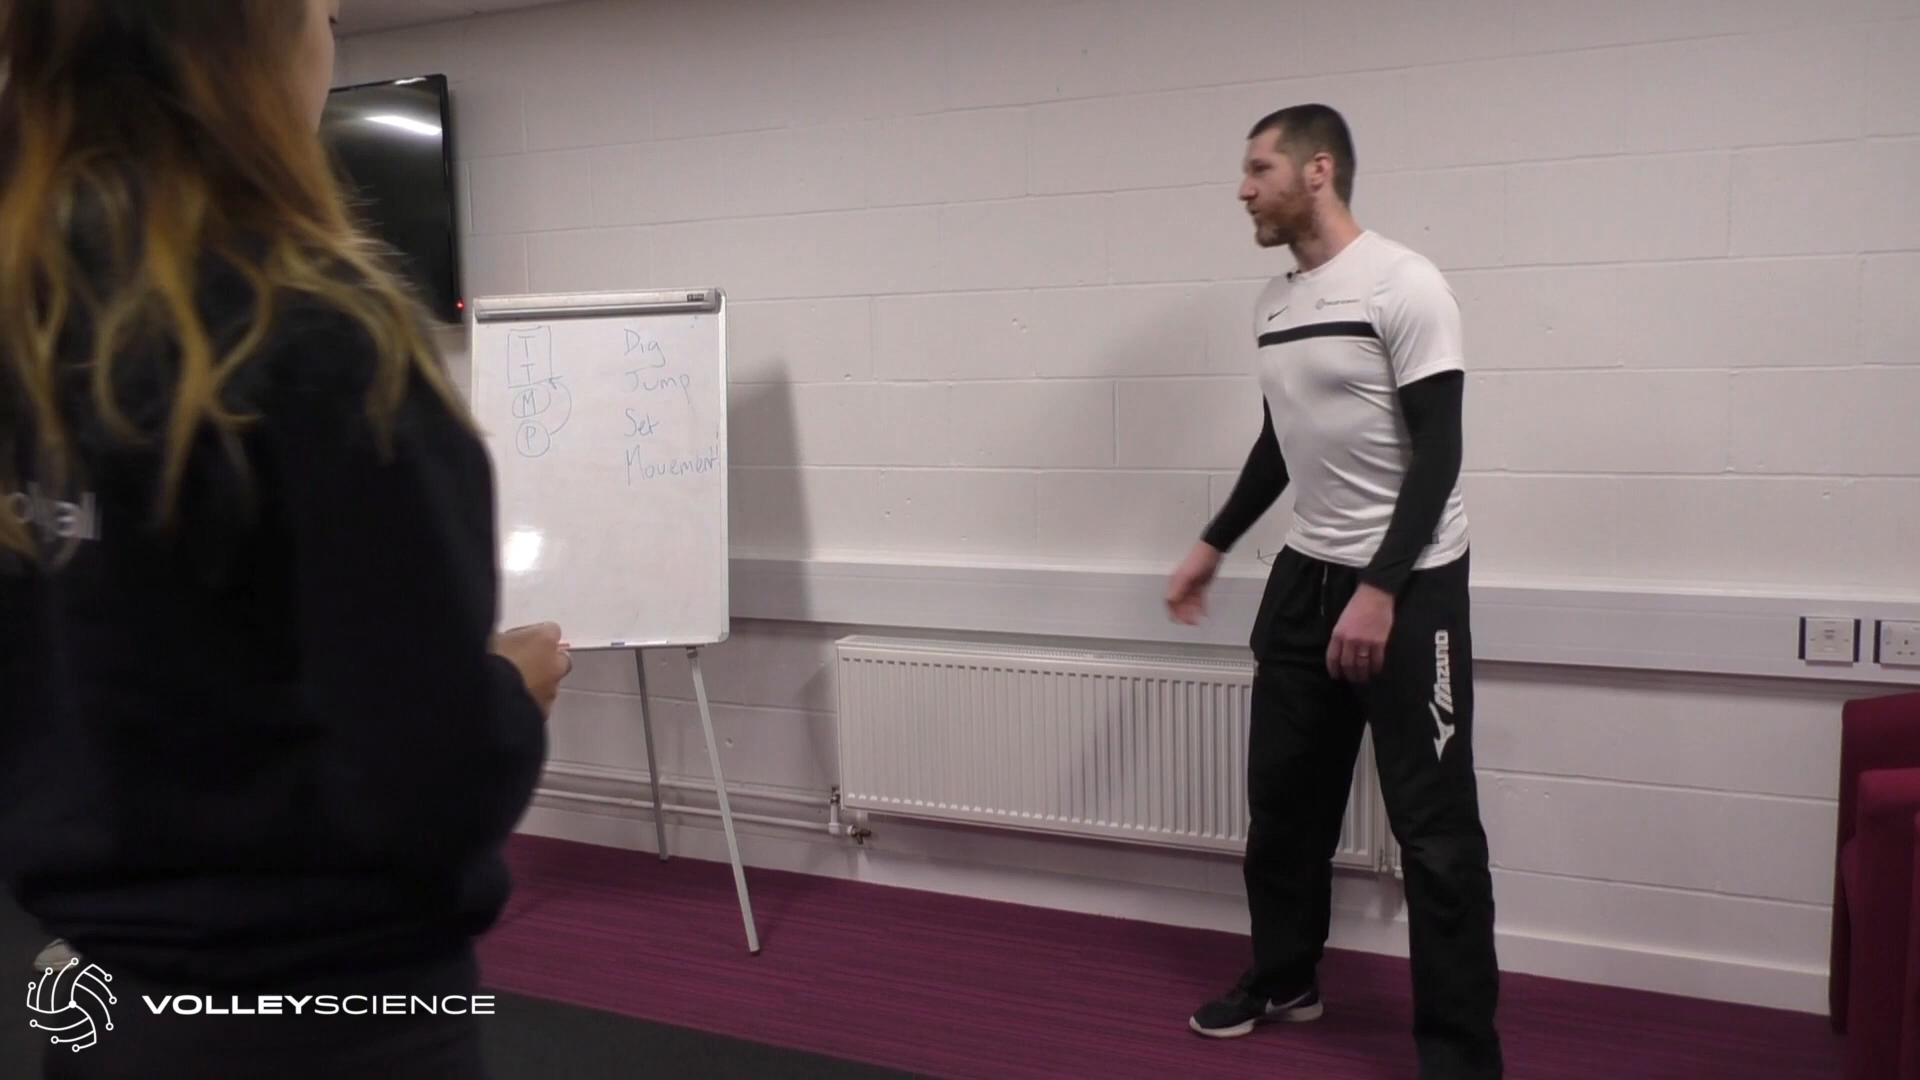 T
T
M
P
Dig
Jump
Set
Movement
MIZUNO
VOLLEYSCIENCE